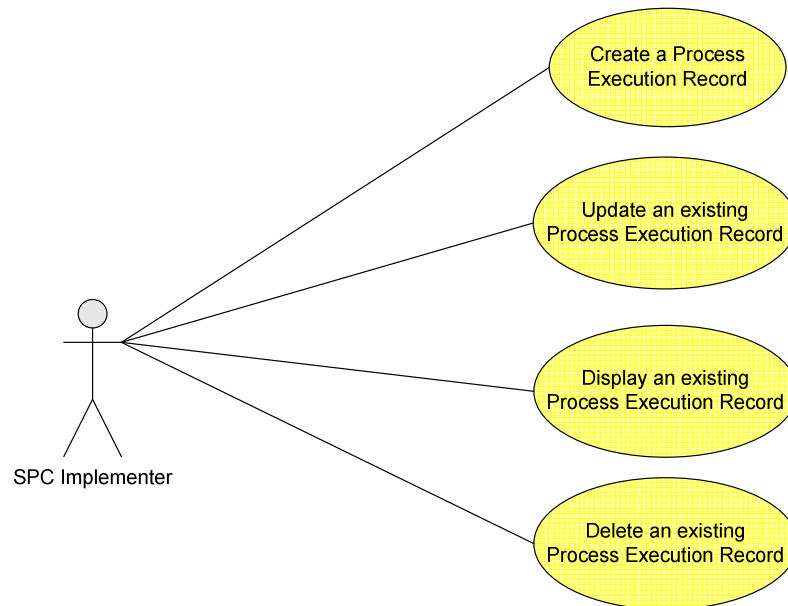 Create a Process
Execution Record
Update an existing
Process Execution Record
Display an existing
Process Execution Record
SPC Implementer
Delete an existing
Process Execution Record